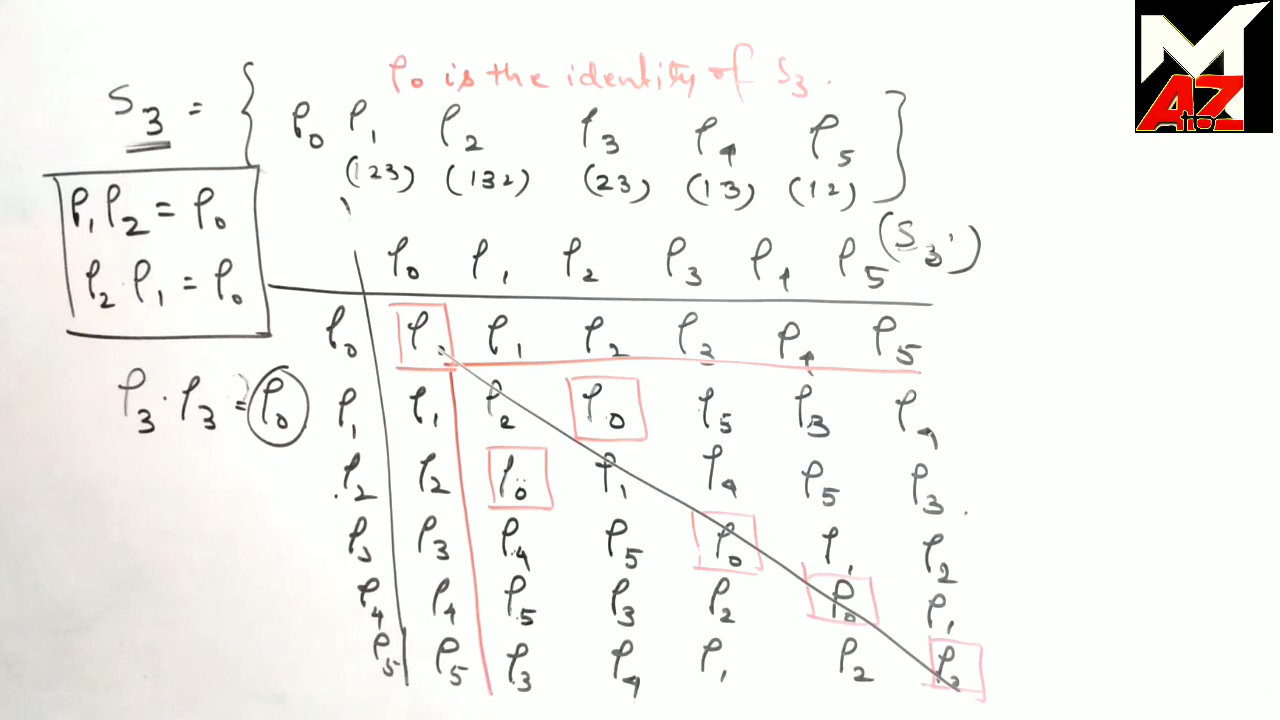 ρ₀ is the identity of S₃.
M
A to Z
S₃ = { ρ₀ ρ₁ ρ₂ ρ₃ ρ₄ ρ₅ }
(123) (132) (23) (13) (12)
ρ₁ρ₂ = ρ₀
ρ₂·ρ₁ = ρ₀
ρ₃·ρ₃ = ρ₀
ρ₀ ρ₁ ρ₂ ρ₃ ρ₄ ρ₅ (S₃·)
ρ₀ ρ₀ ρ₁ ρ₂ ρ₃ ρ₄ ρ₅
ρ₁ ρ₁ ρ₂ ρ₀ ρ₅ ρ₃ ρ₄
ρ₂ ρ₂ ρ₀ ρ₁ ρ₄ ρ₅ ρ₃
ρ₃ ρ₃ ρ₄ ρ₅ ρ₀ ρ₁ ρ₂
ρ₄ ρ₄ ρ₅ ρ₃ ρ₂ ρ₀ ρ₁
ρ₅ ρ₅ ρ₃ ρ₄ ρ₁ ρ₂ ρ₀